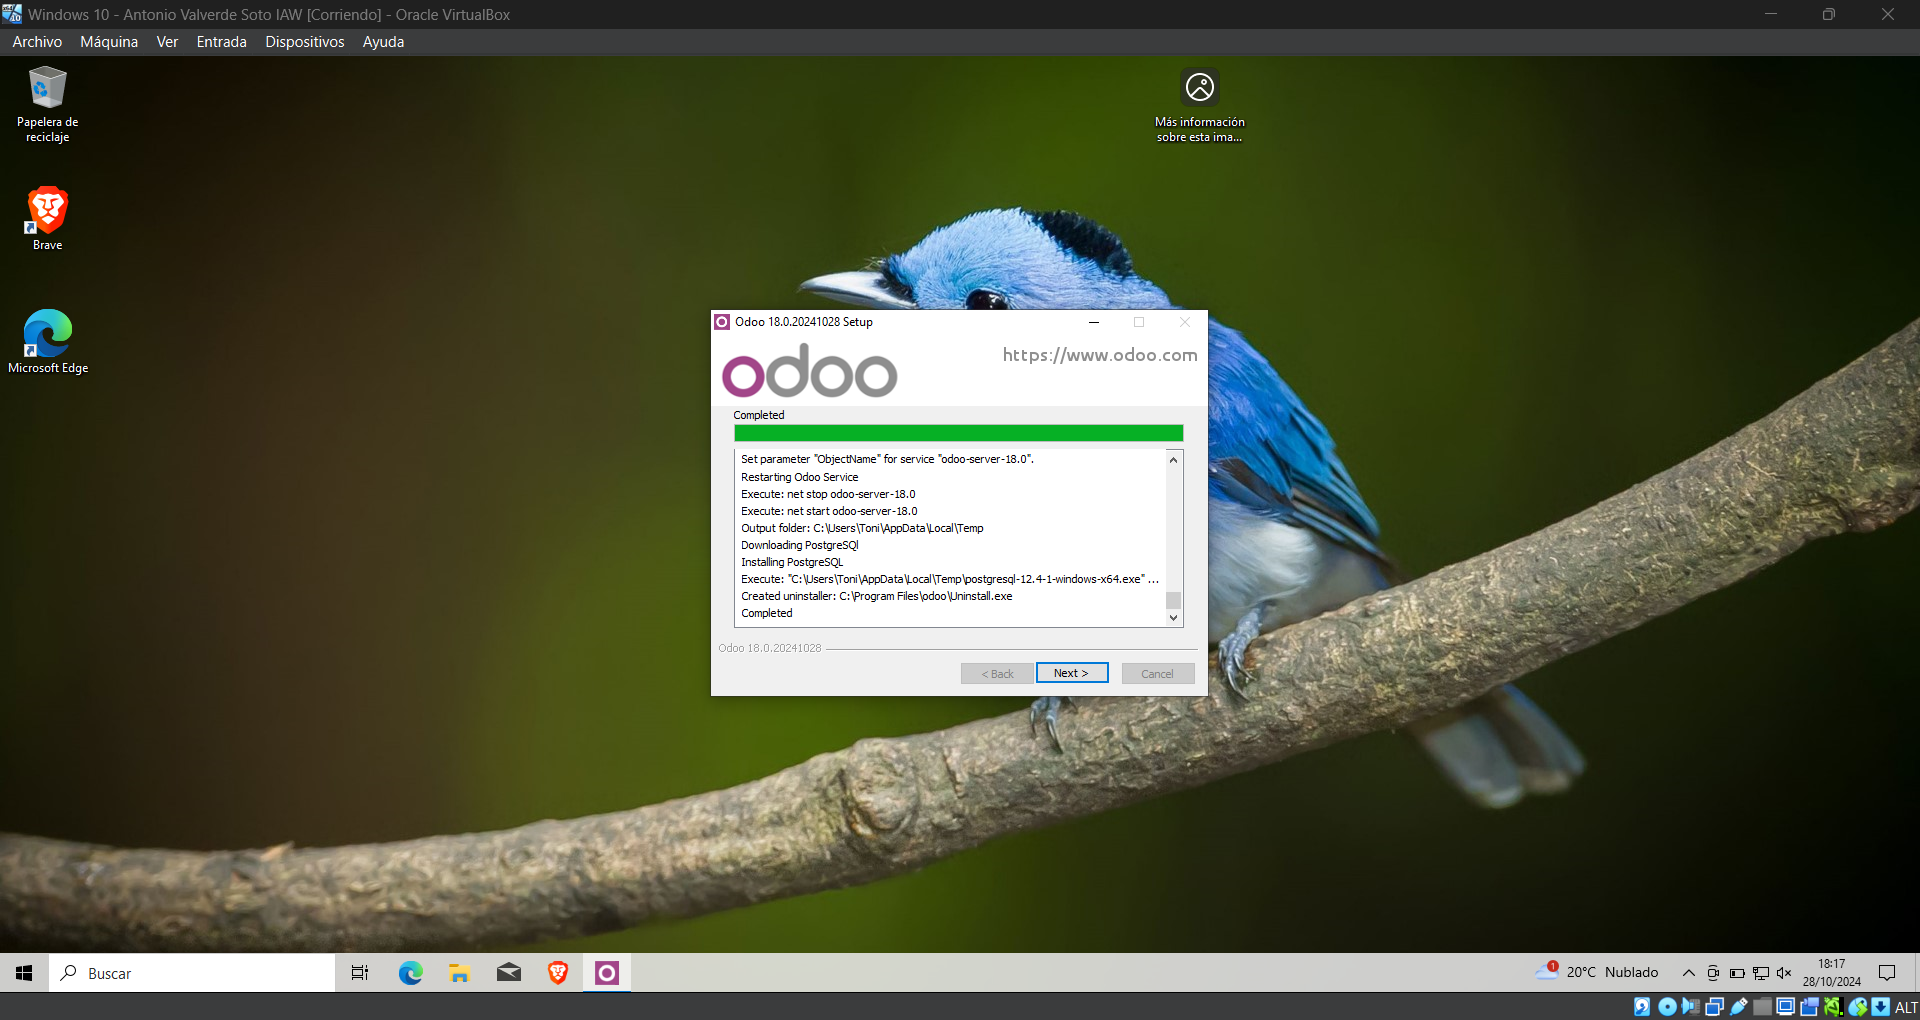 Windows 10 - Antonio Valverde Soto IAW [Corriendo] - Oracle VirtualBox
Archivo Máquina Ver Entrada Dispositivos Ayuda
Papelera de
reciclaje
Más información
sobre esta ima...
Brave
Microsoft Edge
Odoo 18.0.20241028 Setup
odoo
https://www.odoo.com
Completed
Set parameter "ObjectName" for service "odoo-server-18.0".
Restarting Odoo Service
Execute: net stop odoo-server-18.0
Execute: net start odoo-server-18.0
Output folder: C:\Users\Toni\AppData\Local\Temp
Downloading PostgreSQl
Installing PostgreSQL
Execute: "C:\Users\Toni\AppData\Local\Temp\postgresql-12.4-1-windows-x64.exe" ...
Created uninstaller: C:\Program Files\odoo\Uninstall.exe
Completed
Odoo 18.0.20241028
< Back Next > Cancel
Buscar
1
20°C Nublado
18:17
28/10/2024
ALT